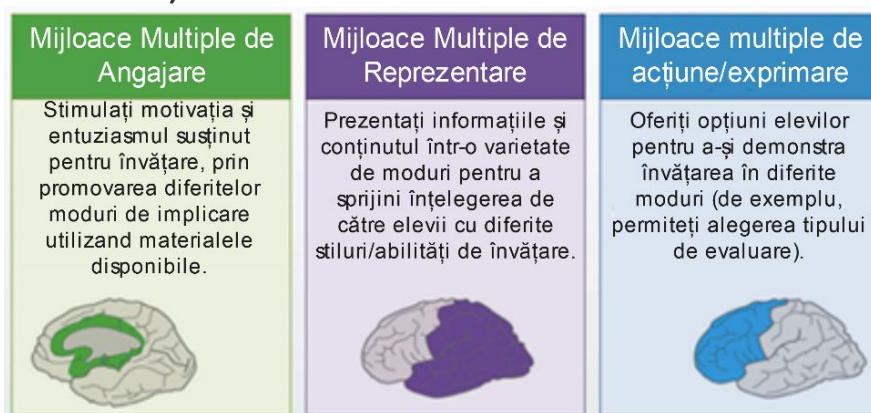 Mijloace Multiple de
Angajare
Stimulați motivația și
entuziasmul susținut
pentru învățare, prin
promovarea diferitelor
moduri de implicare
utilizand materialele
disponibile.
Mijloace Multiple de
Reprezentare
Prezentați informațiile și
conținutul într-o varietate
de moduri pentru a
sprijini înțelegerea de
către elevii cu diferite
stiluri/abilități de învățare.
Mijloace multiple de
acțiune/exprimare
Oferiți opțiuni elevilor
pentru a-și demonstra
învățarea în diferite
moduri (de exemplu,
permiteți alegerea tipului
de evaluare).